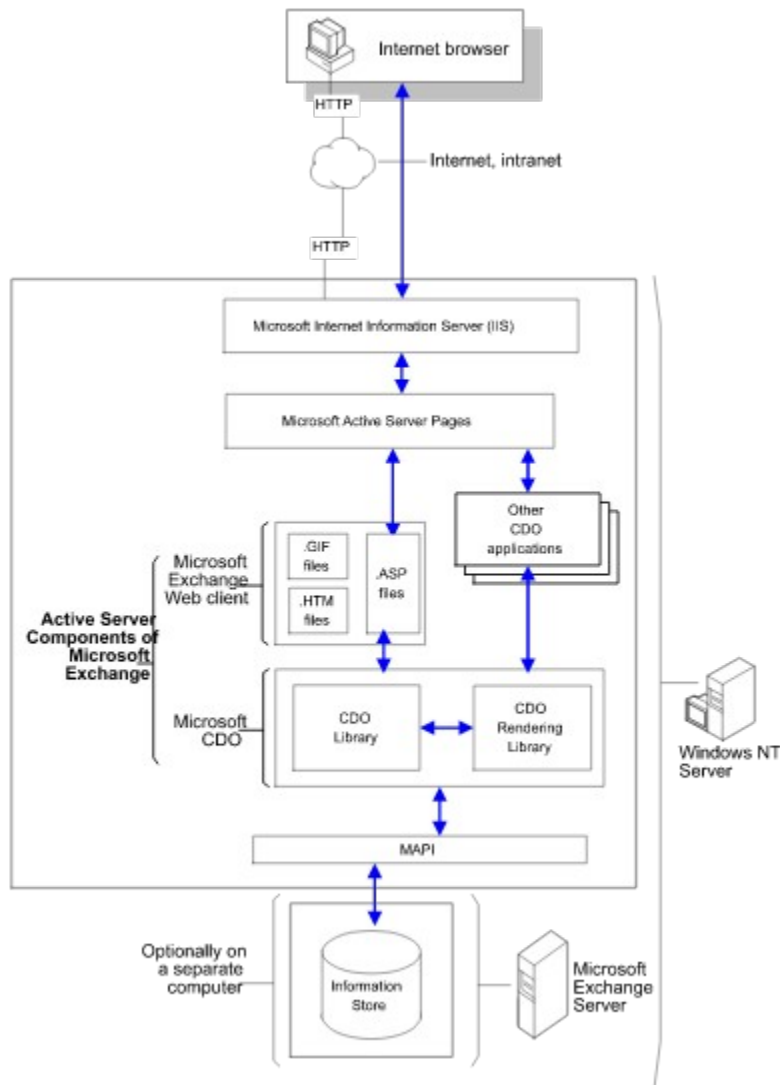 Internet browser
HTTP
Internet, intranet
HTTP
Microsoft Internet Information Server (IIS)
Microsoft Active Server Pages
Other
CDO
applications
.GIF
files
.ASP
files
.HTM
files
Microsoft
Exchange
Web client
Active Server
Components of
Microsoft
Exchange
Microsoft
CDO
CDO
Library
CDO
Rendering
Library
Windows NT
Server
MAPI
Optionally on
a separate
computer
Information
Store
Microsoft
Exchange
Server